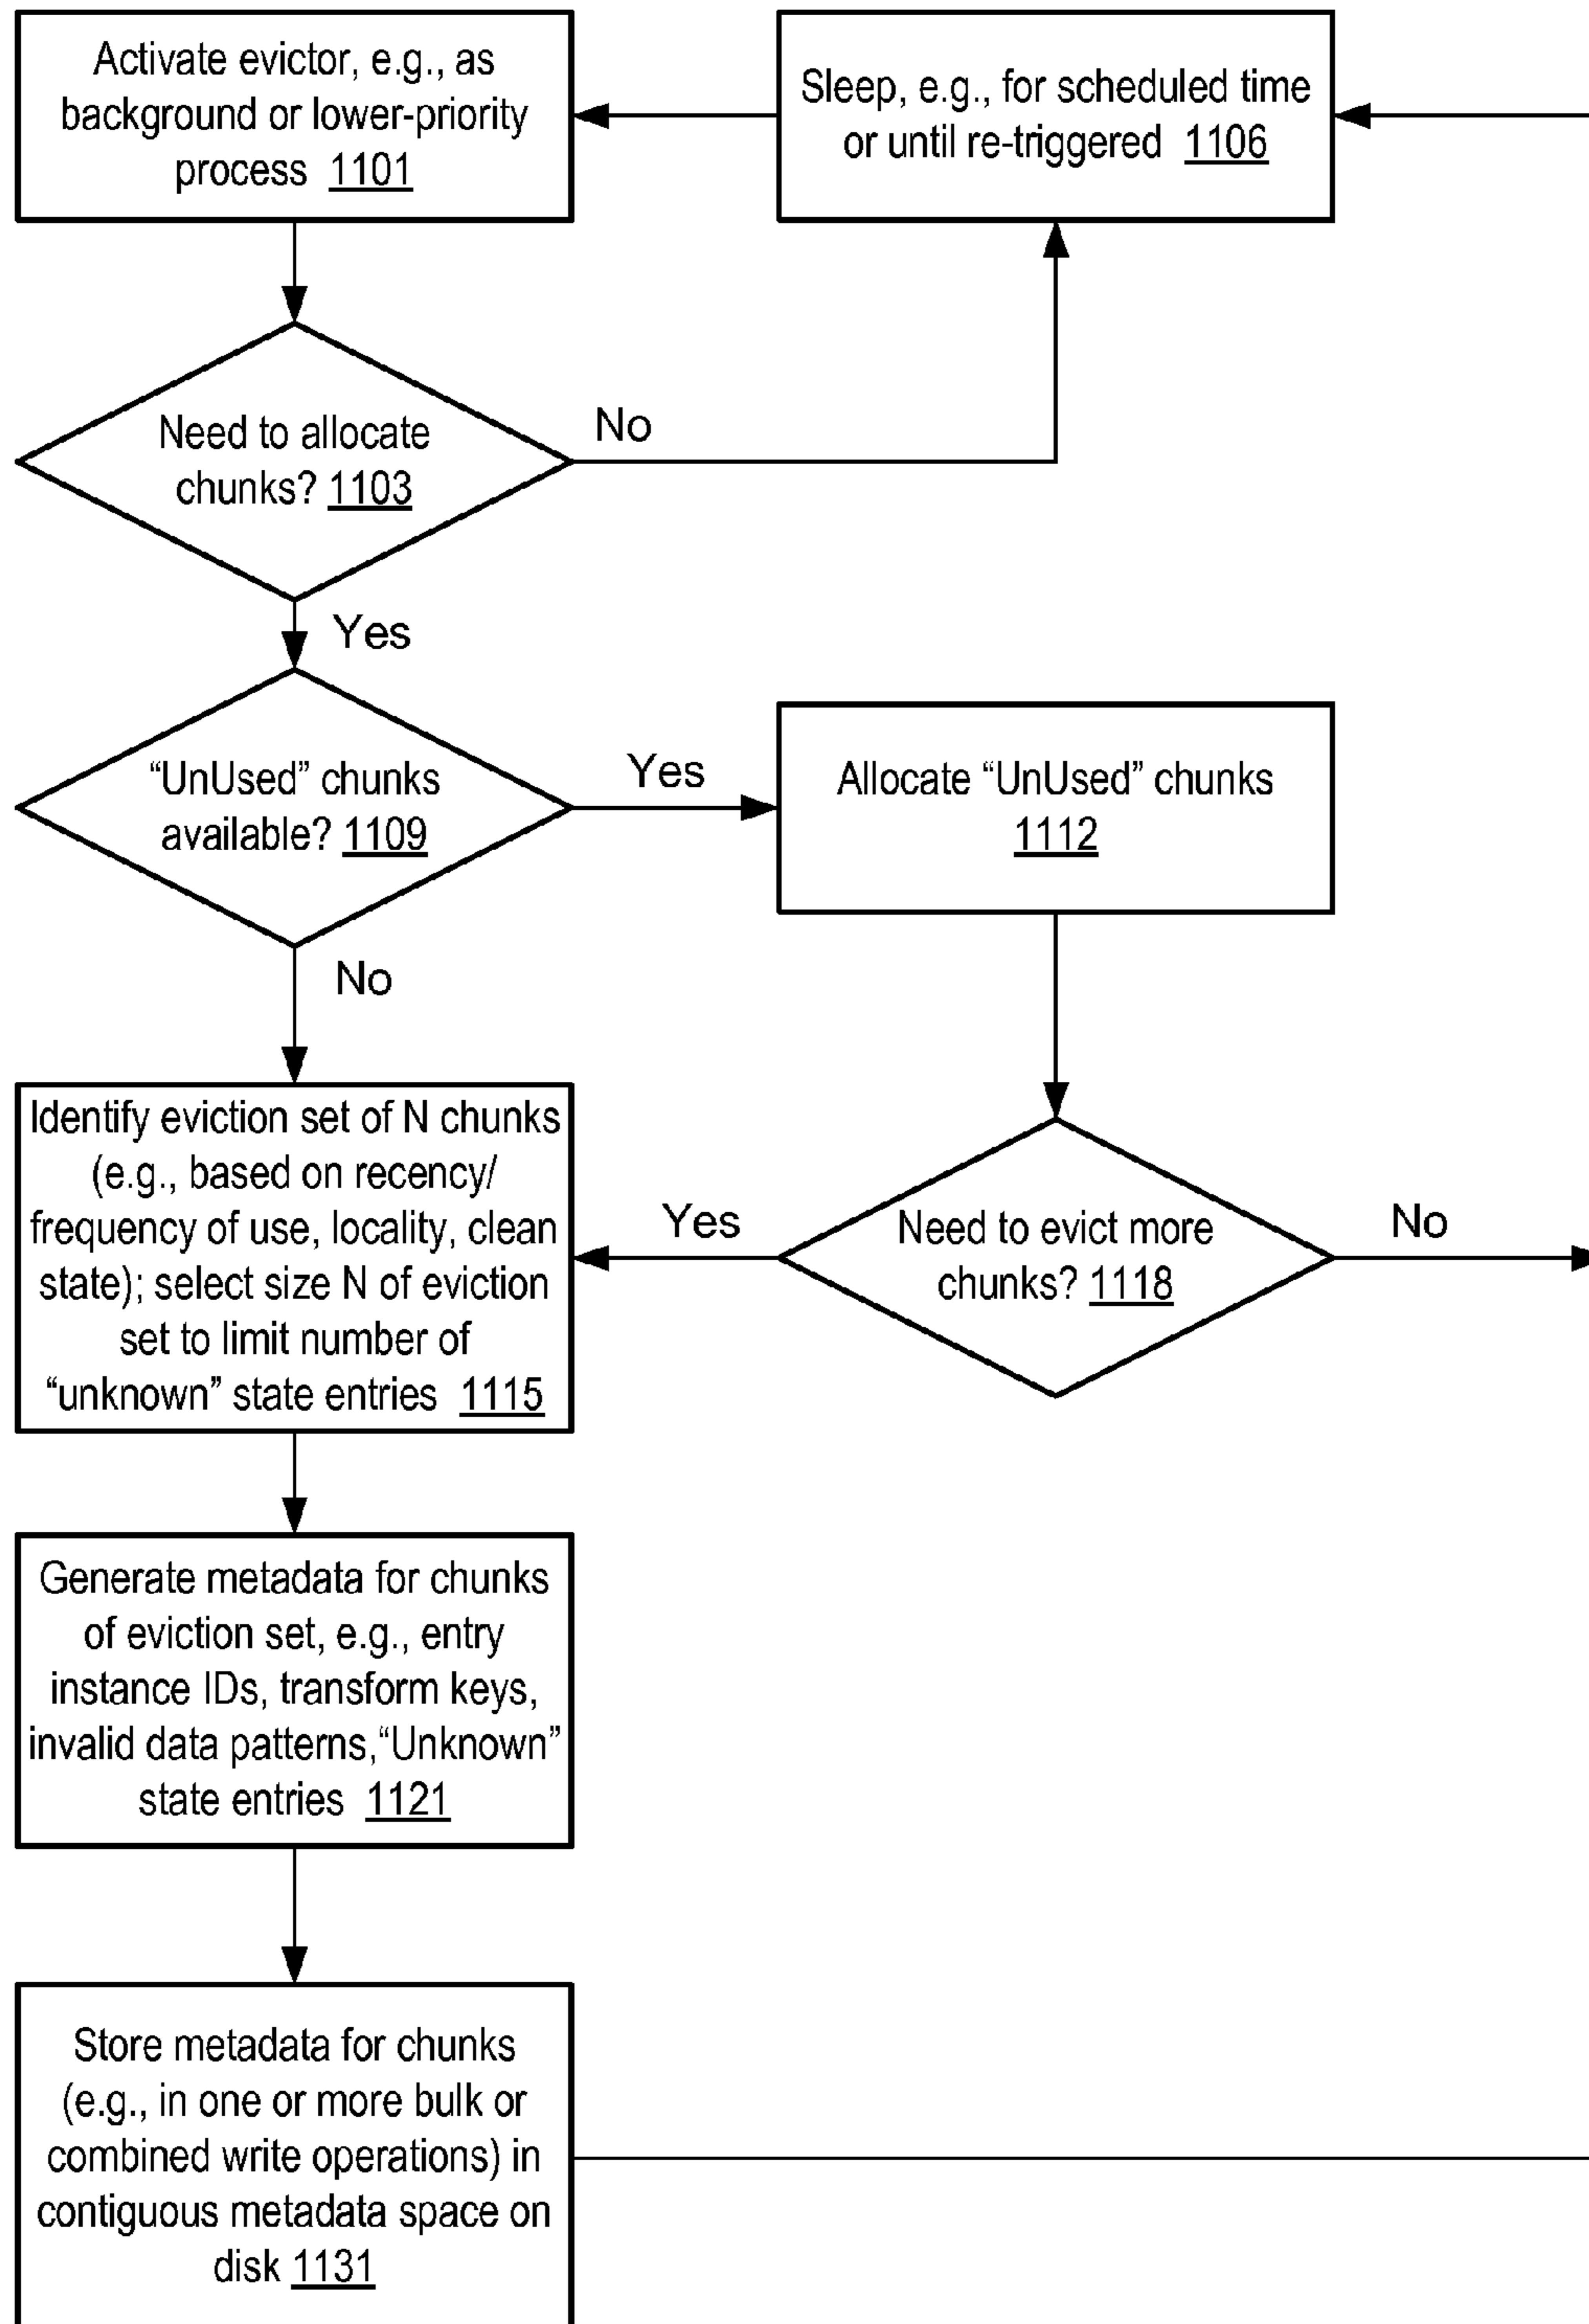 Activate evictor, e.g., as
background or lower-priority
process 1101
Sleep, e.g., for scheduled time
or until re-triggered 1106
Need to allocate
chunks? 1103
No
Yes
“UnUsed” chunks
available? 1109
Yes
Allocate “UnUsed” chunks
1112
No
Identify eviction set of N chunks
(e.g., based on recency/
frequency of use, locality, clean
state); select size N of eviction
set to limit number of
“unknown” state entries 1115
Yes
Need to evict more
chunks? 1118
No
Generate metadata for chunks
of eviction set, e.g., entry
instance IDs, transform keys,
invalid data patterns,“Unknown”
state entries 1121
Store metadata for chunks
(e.g., in one or more bulk or
combined write operations) in
contiguous metadata space on
disk 1131